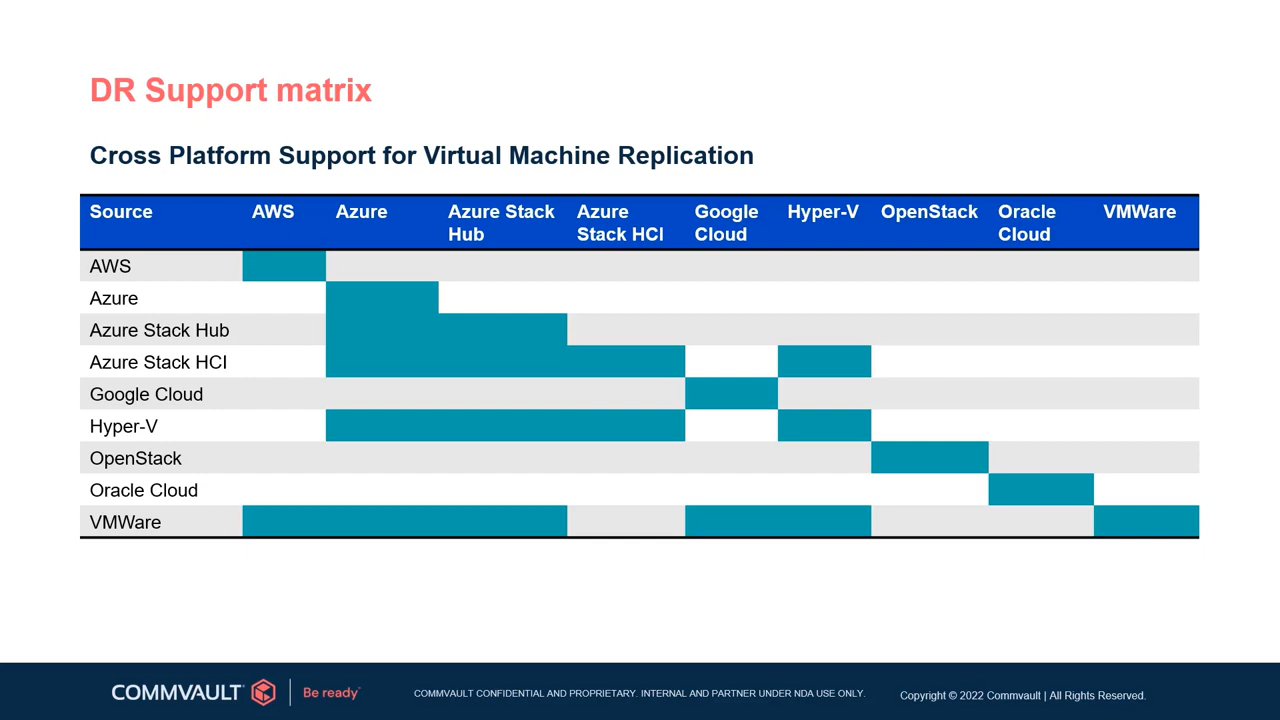 DR Support matrix
Cross Platform Support for Virtual Machine Replication
Source AWS Azure Azure Stack Hub Azure Stack HCI Google Cloud Hyper-V OpenStack Oracle Cloud VMWare
AWS
Azure
Azure Stack Hub
Azure Stack HCI
Google Cloud
Hyper-V
OpenStack
Oracle Cloud
VMWare
COMMVAULT Be ready COMMVAULT CONFIDENTIAL AND PROPRIETARY. INTERNAL AND PARTNER UNDER NDA USE ONLY. Copyright © 2022 Commvault | All Rights Reserved.